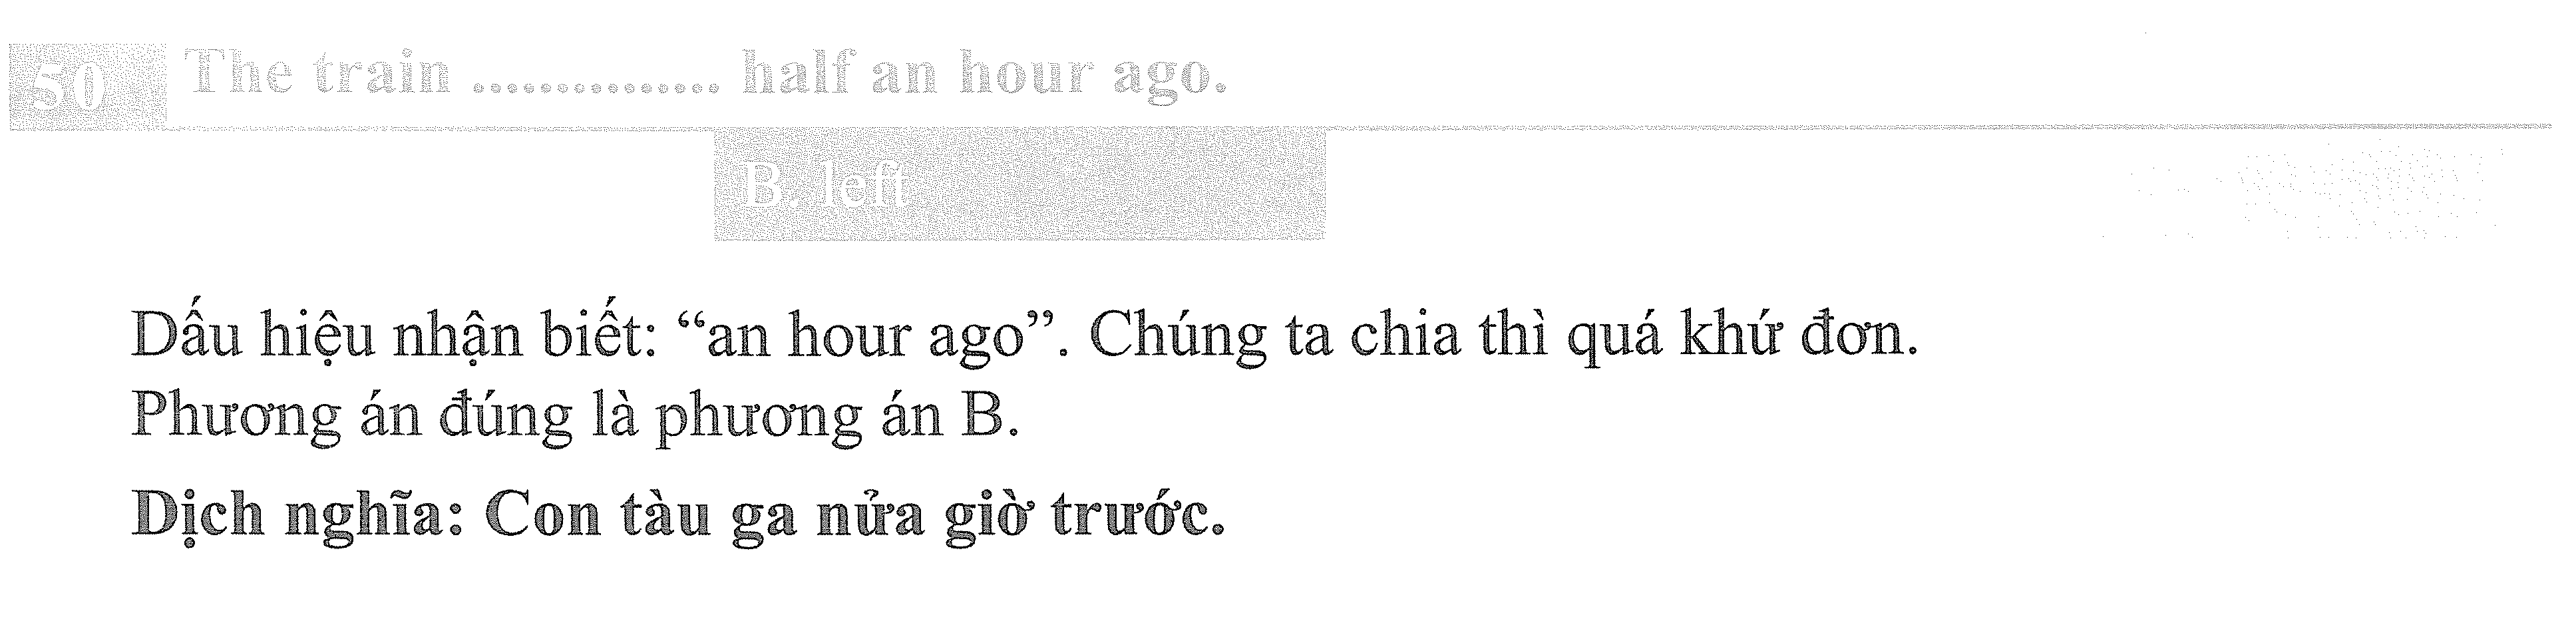 50 The train .............. half an hour ago.
B. left
Dấu hiệu nhận biết: “an hour ago”. Chúng ta chia thì quá khứ đơn.
Phương án đúng là phương án B.
Dịch nghĩa: Con tàu ga nửa giờ trước.